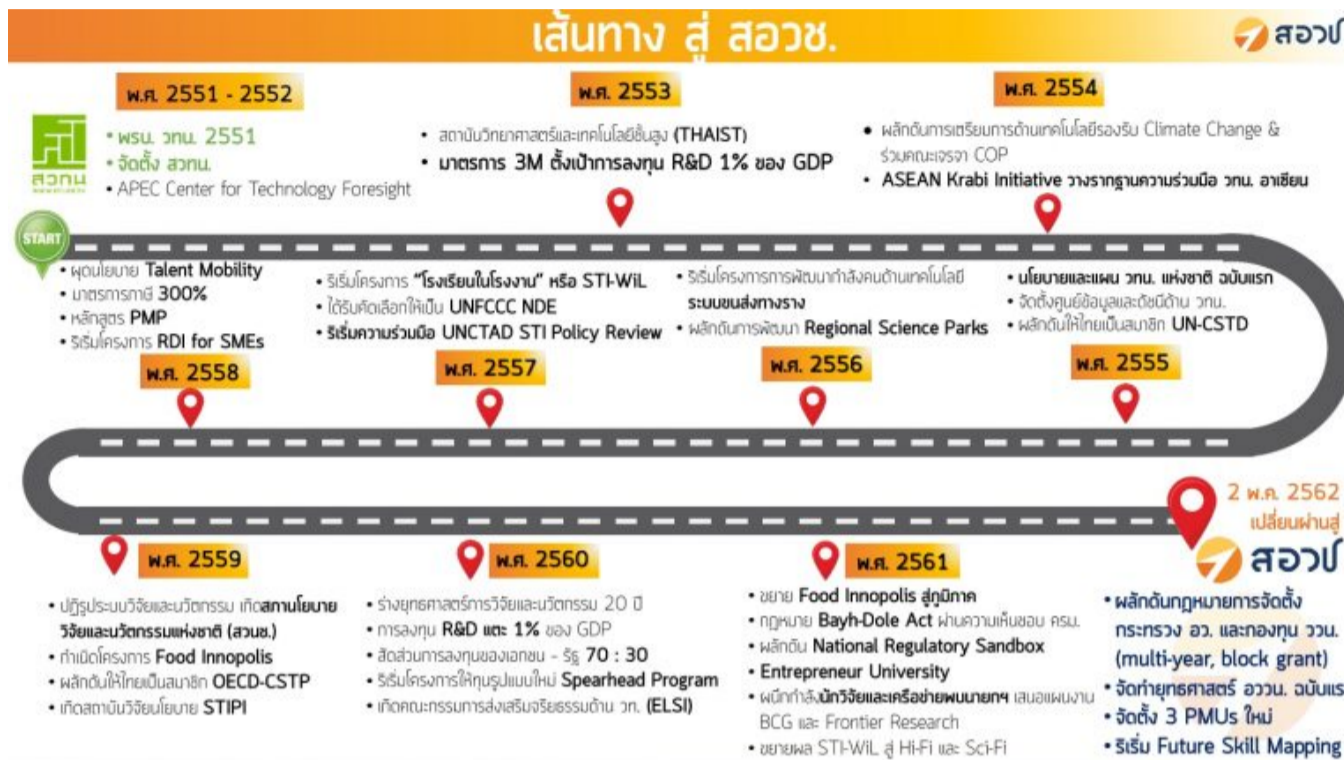 เส้นทาง สู่ สอวช.
สอวช
พ.ศ. 2551 - 2552
สวทน
• พรบ. วทน. 2551
• จัดตั้ง สวทน.
• APEC Center for Technology Foresight
พ.ศ. 2553
• สถาบันวิทยาศาสตร์และเทคโนโลยีชั้นสูง (THAIST)
• มาตรการ 3M ตั้งเป้าการลงทุน R&D 1% ของ GDP
พ.ศ. 2554
• ผลักดันการเตรียมการด้านเทคโนโลยีรองรับ Climate Change &
ร่วมคณะเจรจา COP
• ASEAN Krabi Initiative วางรากฐานความร่วมมือ วทน. อาเซียน
START
• ผุดนโยบาย Talent Mobility
• มาตรการภาษี 300%
• หลักสูตร PMP
• ริเริ่มโครงการ RDI for SMEs
พ.ศ. 2558
• ริเริ่มโครงการ “โรงเรียนในโรงงาน” หรือ STI-WiL
• ได้รับคัดเลือกให้เป็น UNFCCC NDE
• ริเริ่มความร่วมมือ UNCTAD STI Policy Review
พ.ศ. 2557
• ริเริ่มโครงการการพัฒนากำลังคนด้านเทคโนโลยี
ระบบขนส่งทางราง
• ผลักดันการพัฒนา Regional Science Parks
พ.ศ. 2556
• นโยบายและแผน วทน. แห่งชาติ ฉบับแรก
• จัดตั้งศูนย์ข้อมูลและดัชนีด้าน วทน.
• ผลักดันให้ไทยเป็นสมาชิก UN-CSTD
พ.ศ. 2555
พ.ศ. 2559
• ปฏิรูประบบวิจัยและนวัตกรรม เกิดสภานโยบาย
วิจัยและนวัตกรรมแห่งชาติ (สวนช.)
• กำเนิดโครงการ Food Innopolis
• ผลักดันให้ไทยเป็นสมาชิก OECD-CSTP
• เกิดสถาบันวิจัยนโยบาย STIPI
พ.ศ. 2560
• ร่างยุทธศาสตร์การวิจัยและนวัตกรรม 20 ปี
• การลงทุน R&D แตะ 1% ของ GDP
• สัดส่วนการลงทุนของเอกชน - รัฐ 70 : 30
• ริเริ่มโครงการให้ทุนรูปแบบใหม่ Spearhead Program
• เกิดคณะกรรมการส่งเสริมจริยธรรมด้าน วท. (ELSI)
พ.ศ. 2561
• ขยาย Food Innopolis สู่ภูมิภาค
• กฎหมาย Bayh-Dole Act ผ่านความเห็นชอบ ครม.
• ผลักดัน National Regulatory Sandbox
• Entrepreneur University
• ผนึกกำลังนักวิจัยและเครือข่ายพบนายกฯ เสนอแผนงาน
BCG และ Frontier Research
• ขยายผล STI-WiL สู่ Hi-Fi และ Sci-Fi
2 พ.ค. 2562
เปลี่ยนผ่านสู่
สอวช
• ผลักดันกฎหมายการจัดตั้ง
กระทรวง อว. และกองทุน ววน.
(multi-year, block grant)
• จัดทำยุทธศาสตร์ อววน. ฉบับแร
• จัดตั้ง 3 PMUs ใหม่
• ริเริ่ม Future Skill Mapping